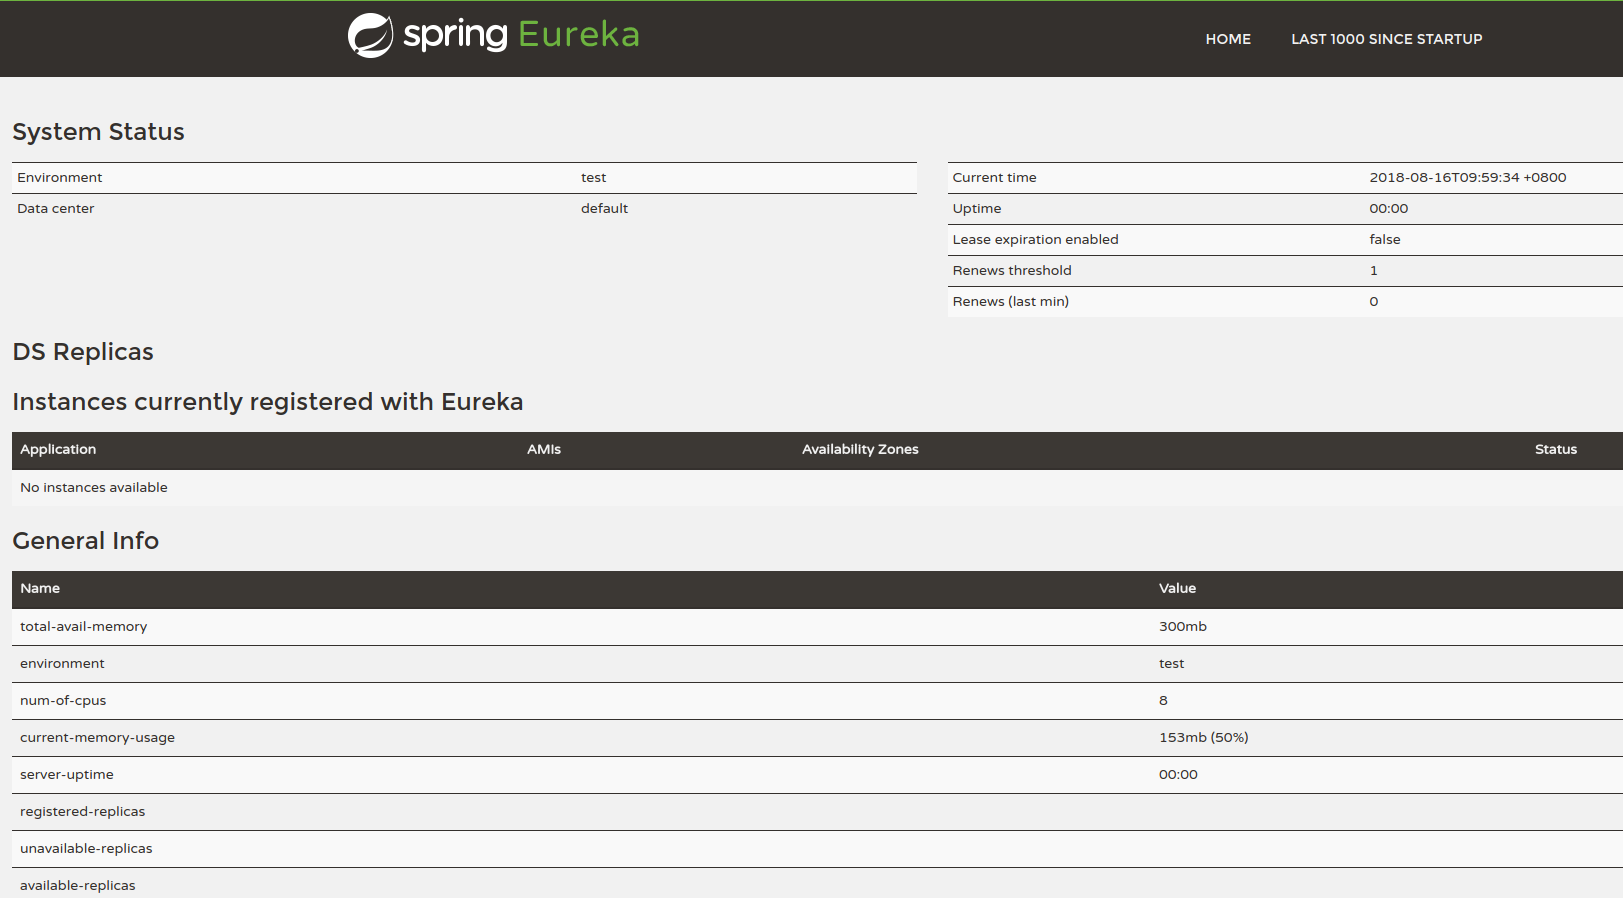 spring Eureka
HOME LAST 1000 SINCE STARTUP
System Status
Environment test
Data center default
Current time 2018-08-16T09:59:34 +0800
Uptime 00:00
Lease expiration enabled false
Renews threshold 1
Renews (last min) 0
DS Replicas
Instances currently registered with Eureka
Application AMIs Availability Zones Status
No instances available
General Info
Name Value
total-avail-memory 300mb
environment test
num-of-cpus 8
current-memory-usage 153mb (50%)
server-uptime 00:00
registered-replicas
unavailable-replicas
available-replicas